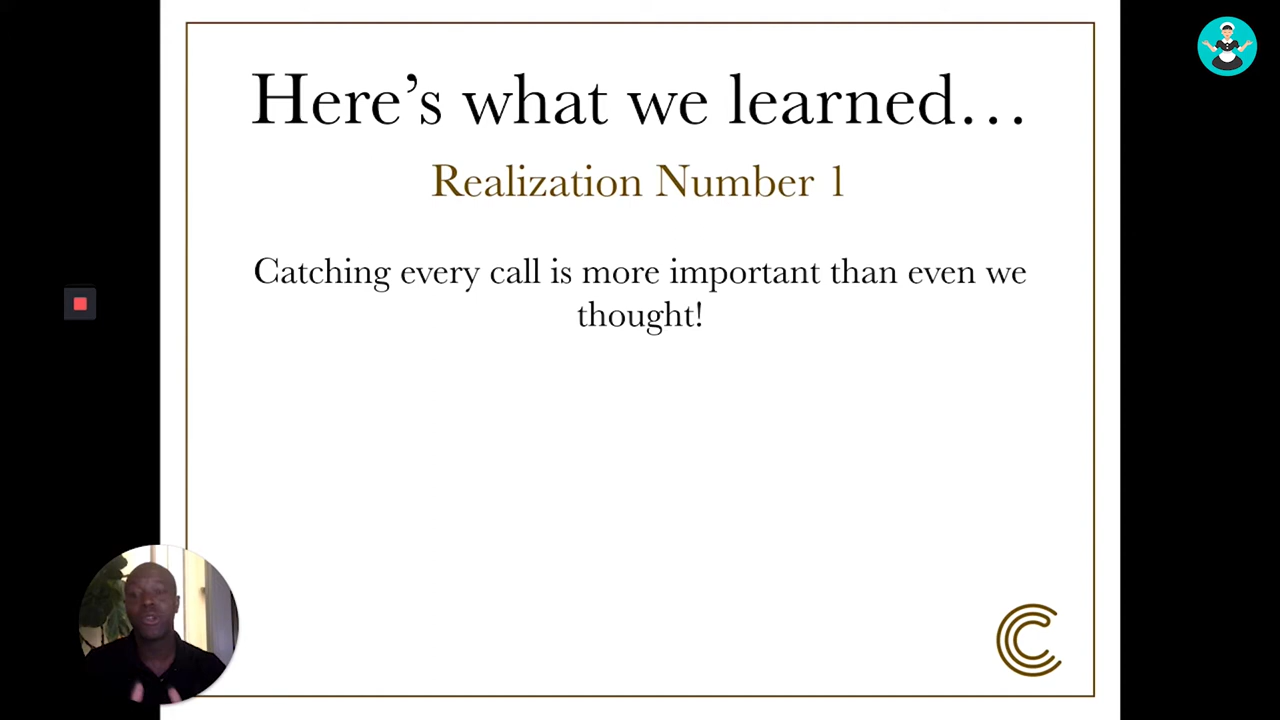 Here’s what we learned…
Realization Number 1
Catching every call is more important than even we
thought!